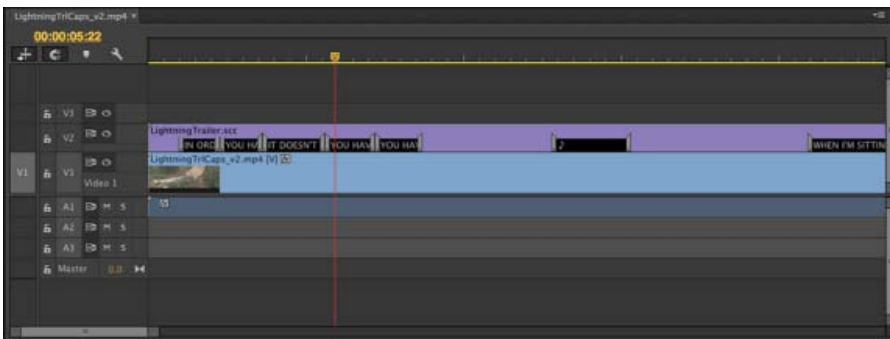 LightningTrlCaps_v2.mp4 ×
00:00:05:22
V3
V2
LightningTrailer.scc
IN ORD YOU HA IT DOESN'T YOU HAV YOU HAV ♪ WHEN I'M SITTIN
V1 V1 LightningTrlCaps_v2.mp4 [V]
Video 1
A1 M S
A2 M S
A3 M S
Master 0.0